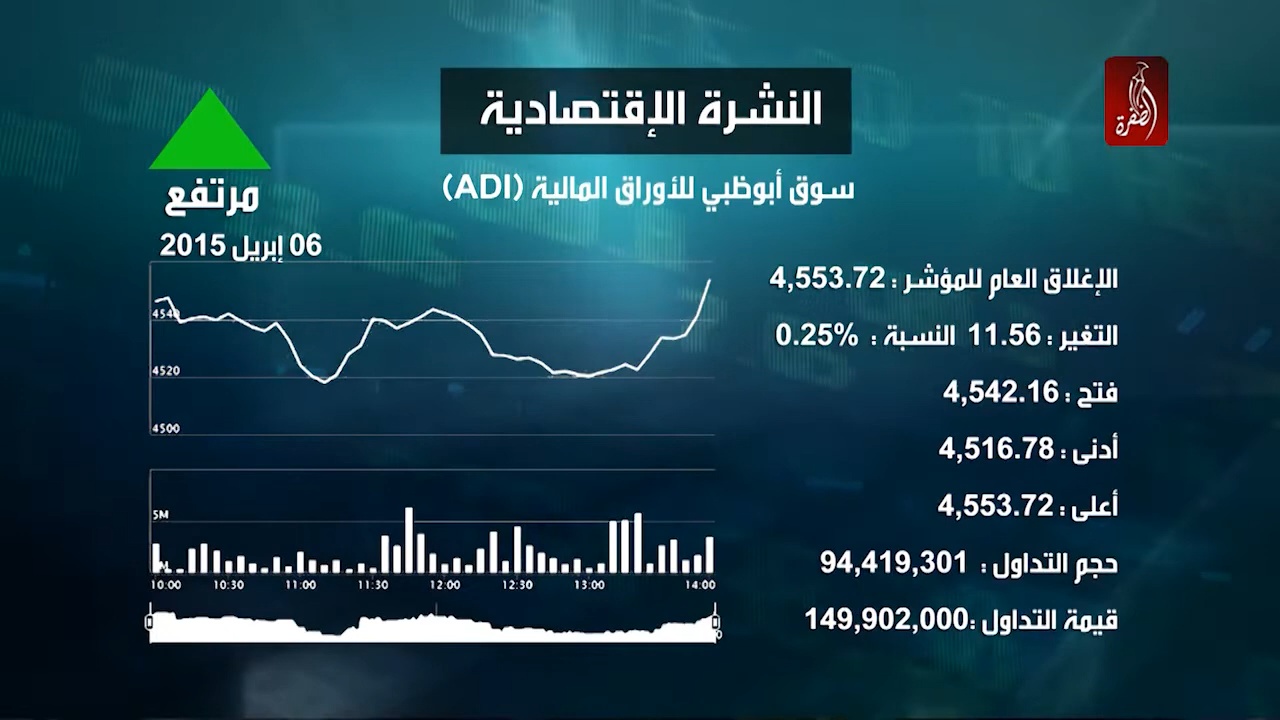 النشرة الإقتصادية
الظفرة
سوق أبوظبي للأوراق المالية (ADI)
مرتفع
06 إبريل 2015
الإغلاق العام للمؤشر : 4,553.72
التغير : 11.56 النسبة : 0.25%
فتح : 4,542.16
أدنى : 4,516.78
أعلى : 4,553.72
حجم التداول : 94,419,301
قيمة التداول :149,902,000
4540
4520
4500
5M
10:00 10:30 11:00 11:30 12:00 12:30 13:00 14:00